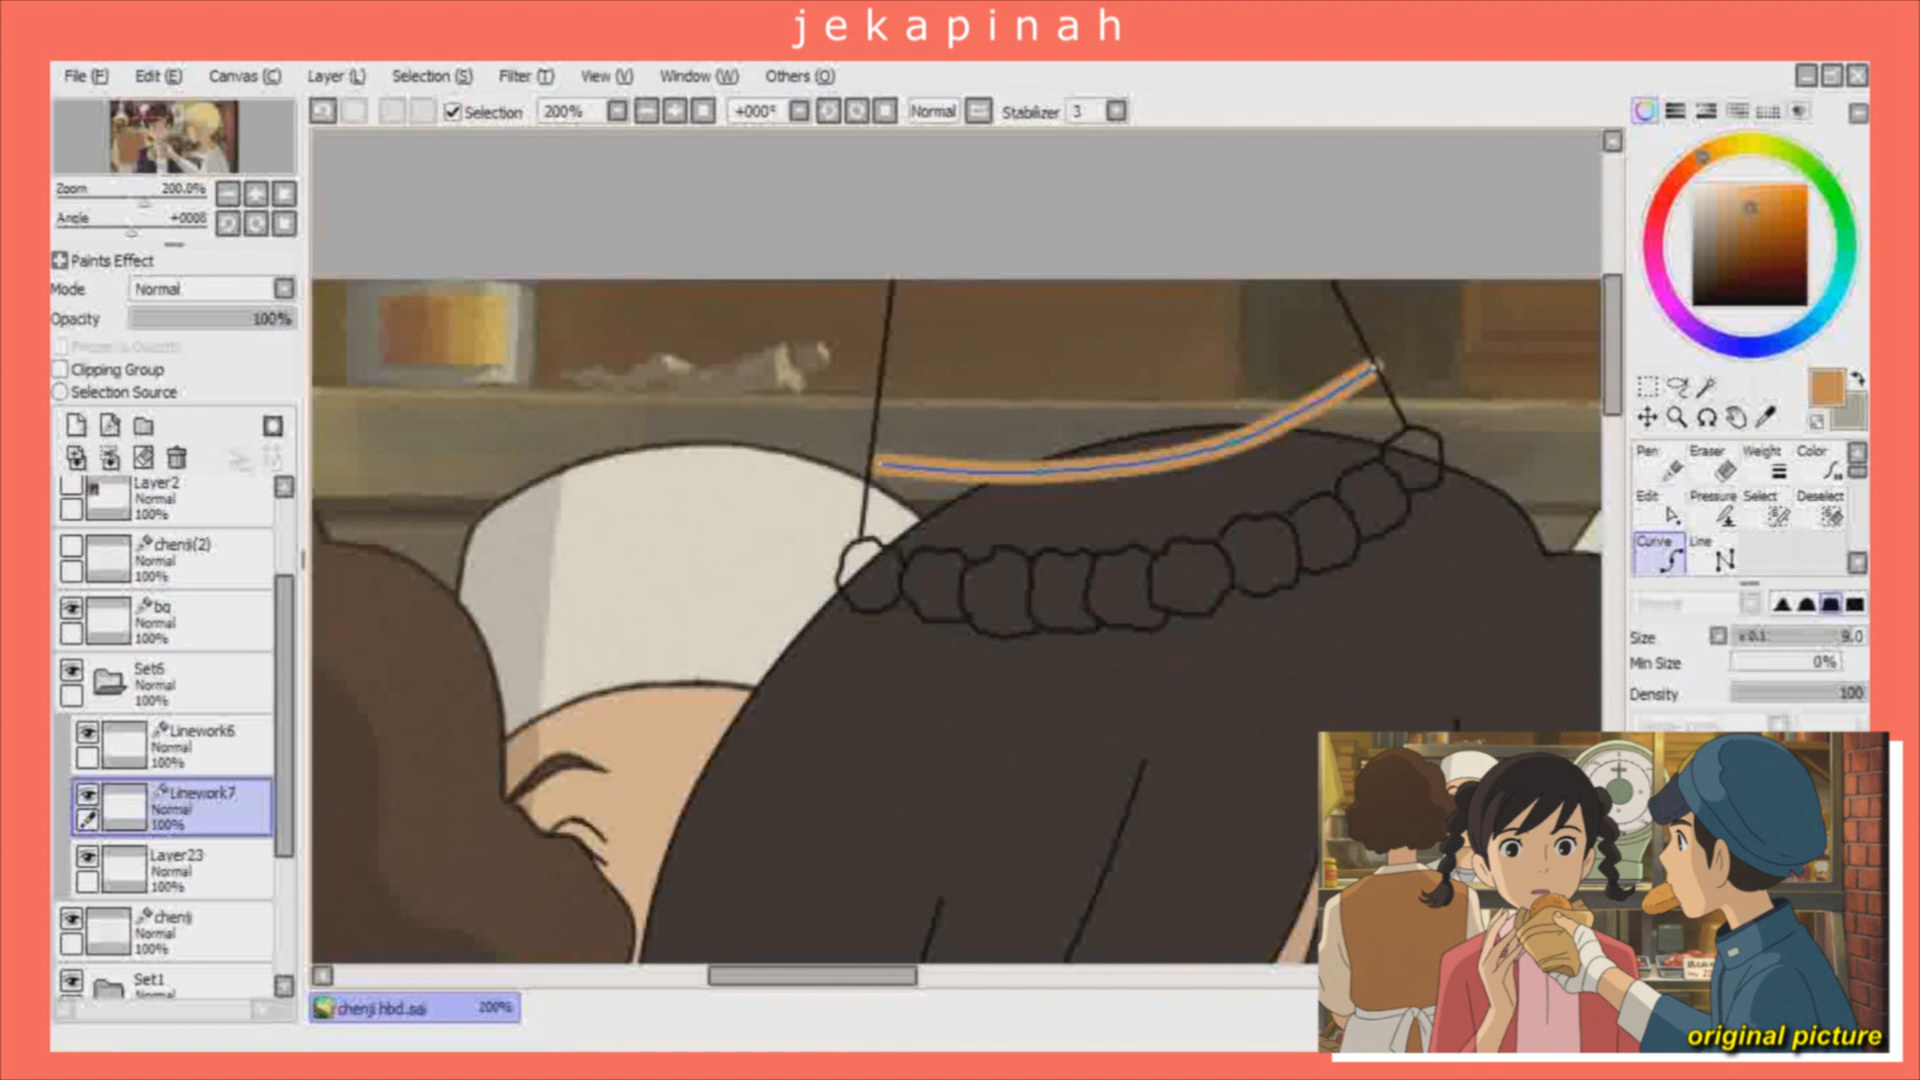 jekapinah
File (F) Edit (E) Canvas (C) Layer (L) Selection (S) Filter (T) View (V) Window (W) Others (O)
Selection 200% +000° Normal Stabilizer 3
Zoom 200.0%
Angle +000§
Paints Effect
Mode Normal
Opacity 100%
Clipping Group
Selection Source
Layer2
Normal
100%
chenji(2)
Normal
100%
bg
Normal
100%
Set6
Normal
100%
Linework6
Normal
100%
Linework7
Normal
100%
Layer23
Normal
100%
chenji
Normal
100%
Set1
Normal
chenji hbd.sai 200%
Pen Eraser Weight Color
Edit Pressure Select Deselect
Curve Line
Size x 0.1 9.0
Min Size 0%
Density 100
original picture